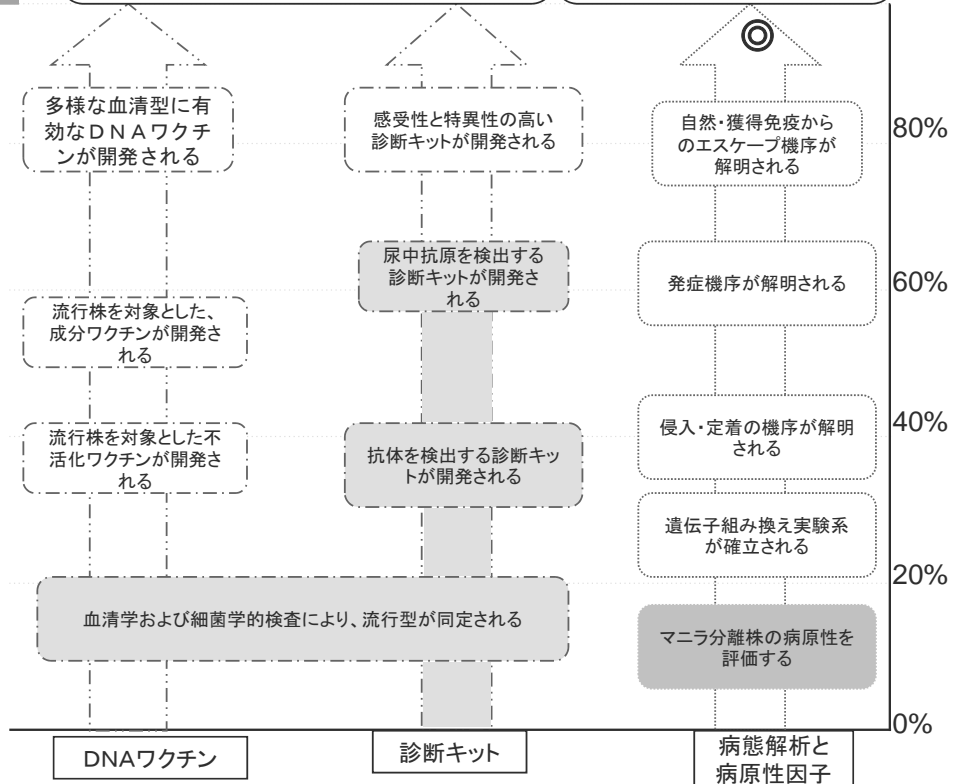 ◎
多様な血清型に有
効なDNAワクチ
ンが開発される
感受性と特異性の高い
診断キットが開発される
自然・獲得免疫から
のエスケープ機序が
解明される
80%
尿中抗原を検出する
診断キットが開発さ
れる
発症機序が解明される
60%
流行株を対象とした、
成分ワクチンが開発さ
れる
流行株を対象とした不
活化ワクチンが開発さ
れる
抗体を検出する診断キッ
トが開発される
侵入・定着の機序が解明
される
40%
遺伝子組み換え実験系
が確立される
20%
血清学および細菌学的検査により、流行型が同定される
マニラ分離株の病原性を
評価する
0%
DNAワクチン
診断キット
病態解析と
病原性因子